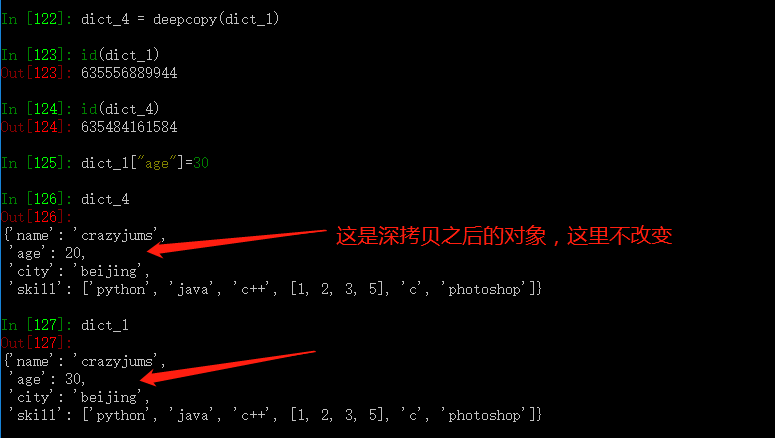 In [122]: dict_4 = deepcopy(dict_1)
In [123]: id(dict_1)
Out[123]: 635556889944
In [124]: id(dict_4)
Out[124]: 635484161584
In [125]: dict_1["age"]=30
In [126]: dict_4
Out[126]:
{'name': 'crazyjums',
'age': 20,
这是深拷贝之后的对象，这里不改变
'city': 'beijing',
'skill': ['python', 'java', 'c++', [1, 2, 3, 5], 'c', 'photoshop']}
In [127]: dict_1
Out[127]:
{'name': 'crazyjums',
'age': 30,
'city': 'beijing',
'skill': ['python', 'java', 'c++', [1, 2, 3, 5], 'c', 'photoshop']}